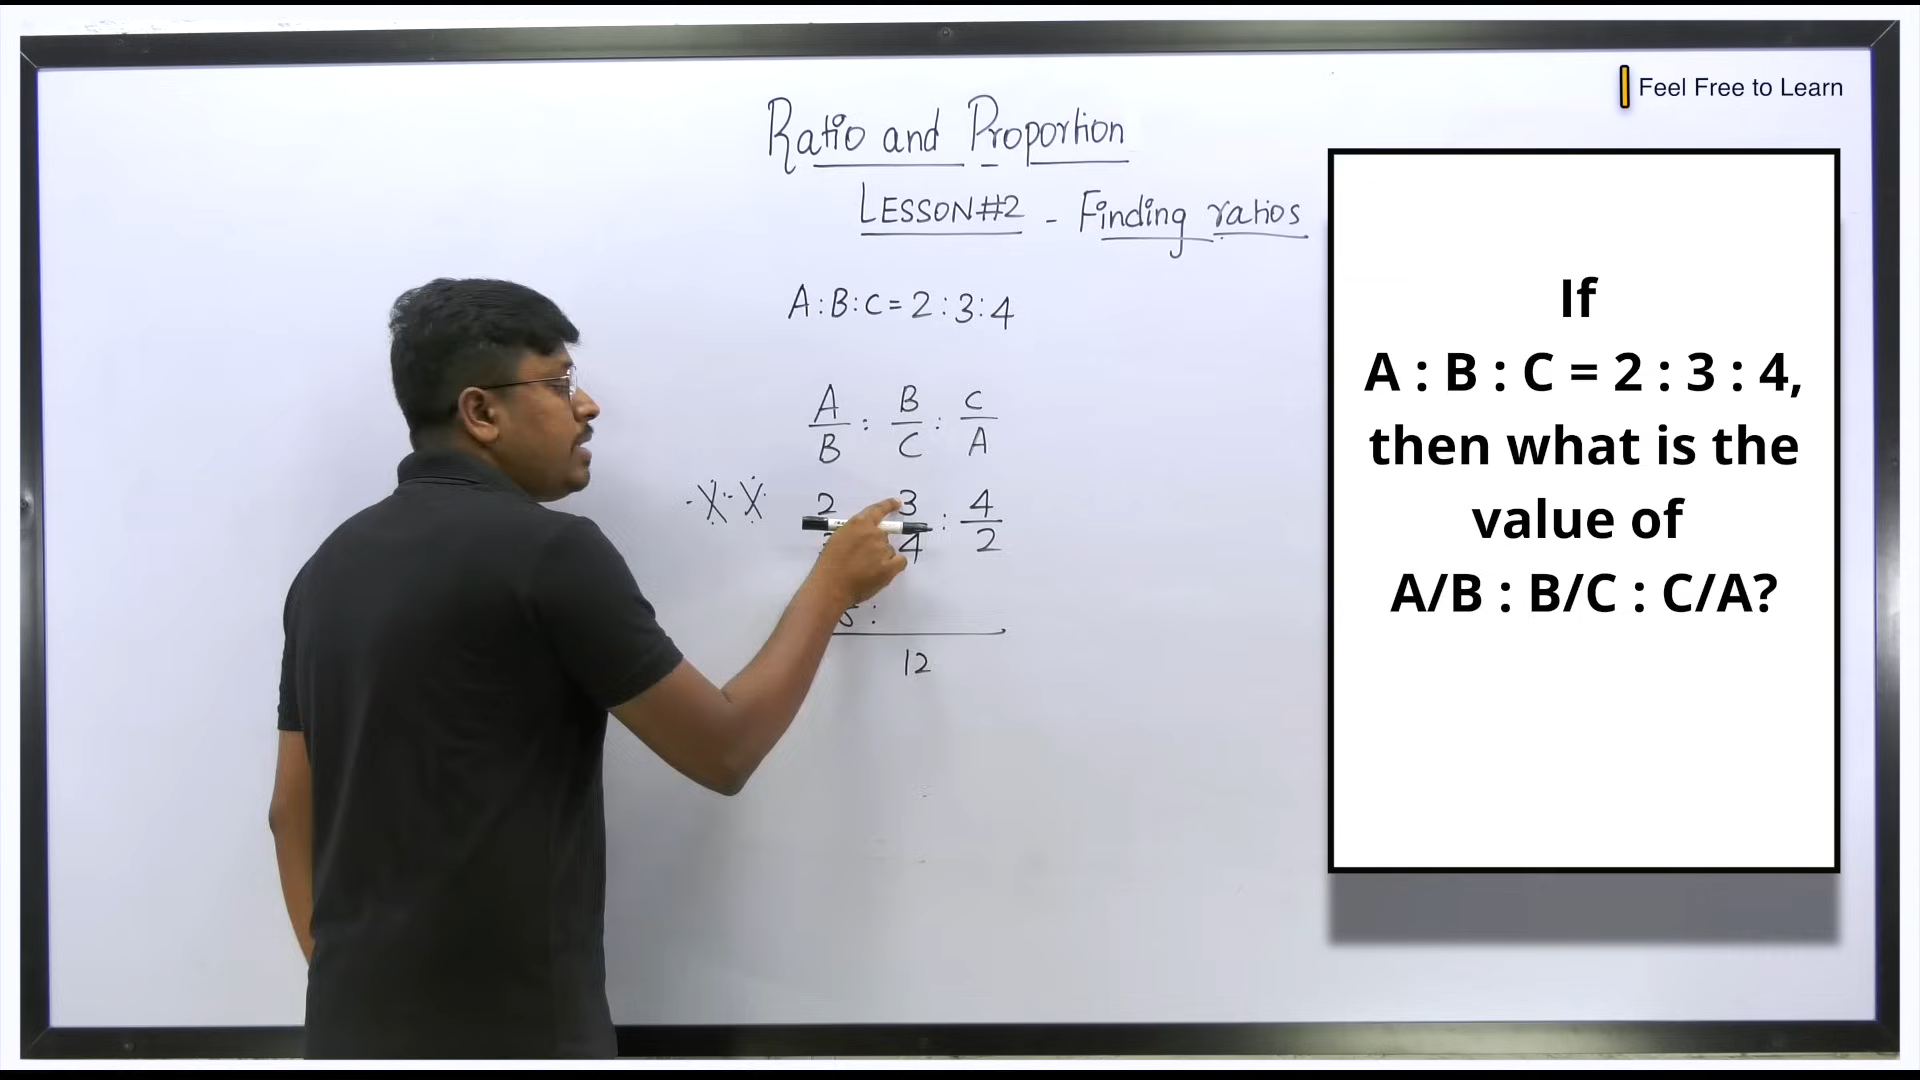 Feel Free to Learn
Ratio and Proportion
LESSON#2 - Finding ratios
A:B:C=2:3:4
A/B : B/C : C/A
2 3/4 : 4/2
:
12
If
A : B : C = 2 : 3 : 4,
then what is the
value of
A/B : B/C : C/A?